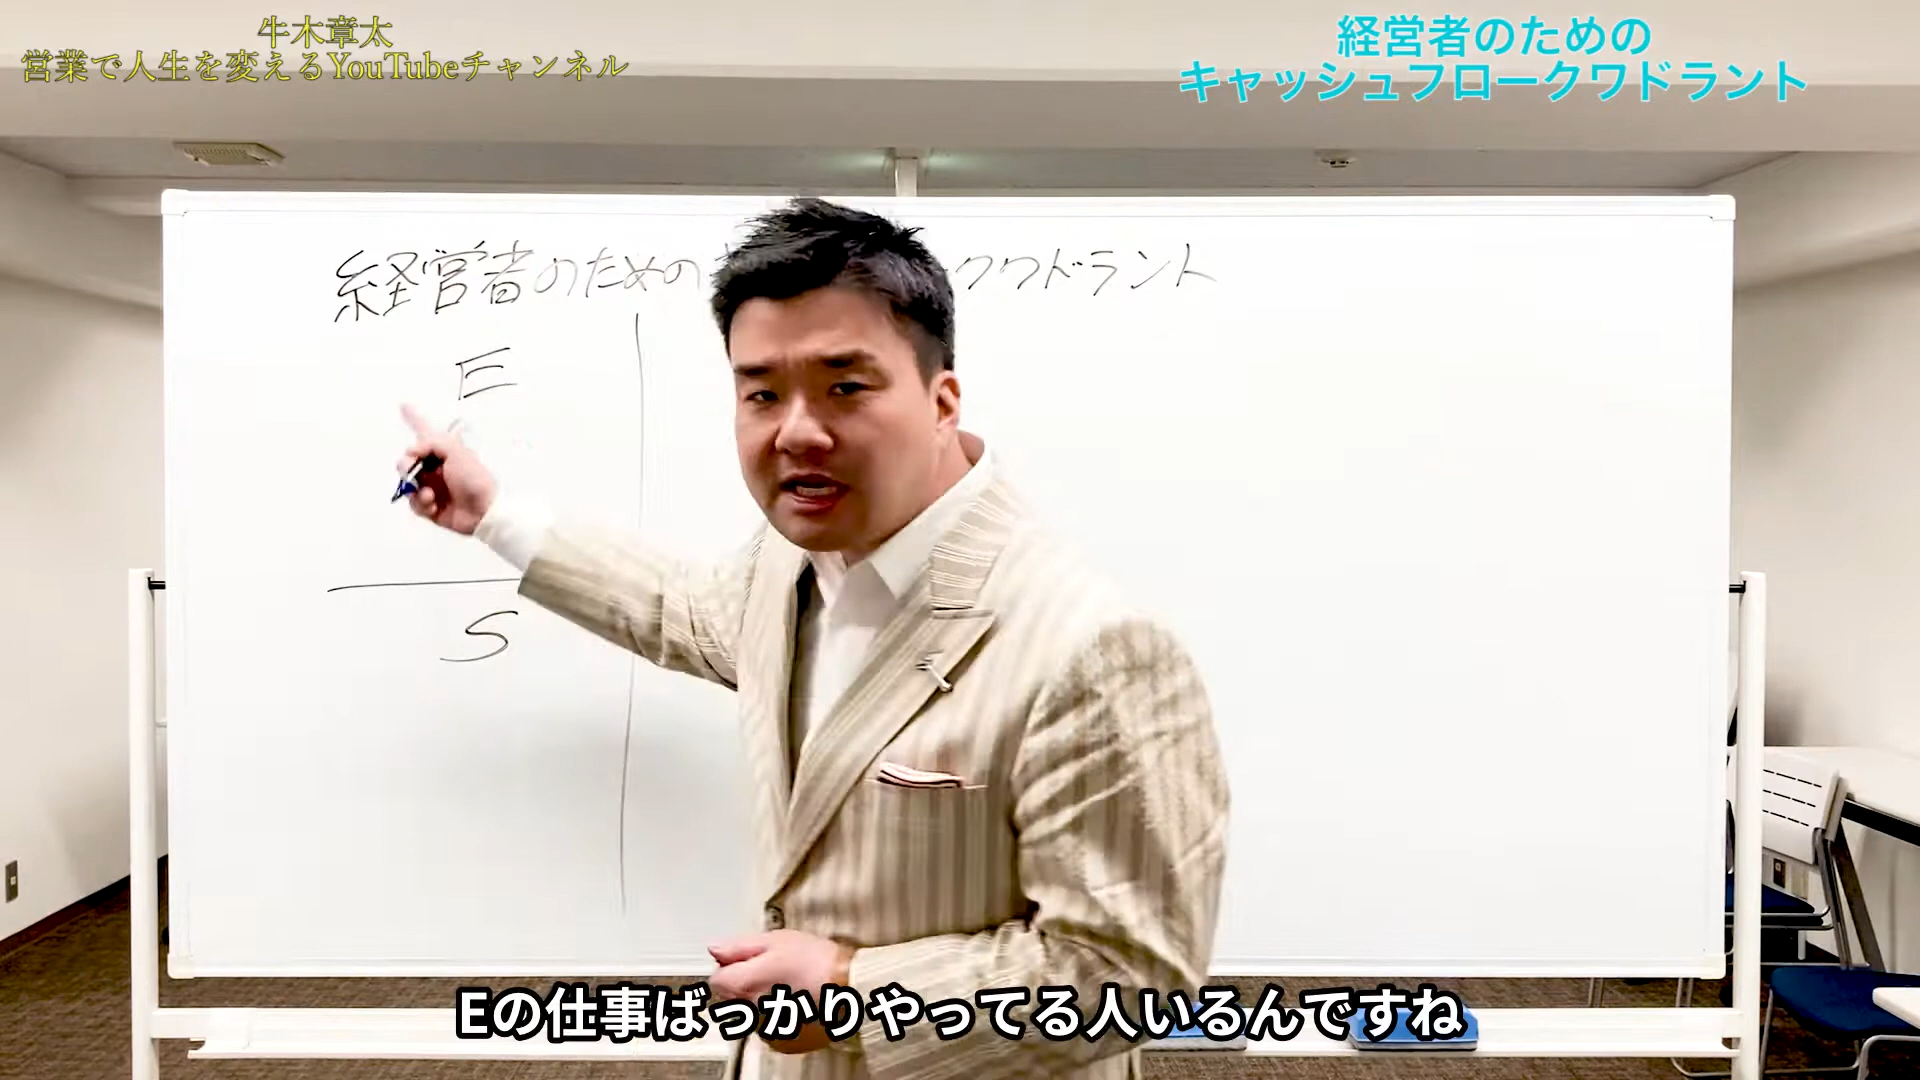 牛木章太
営業で人生を変えるYouTubeチャンネル
経営者のための
キャッシュフロークワドラント
経営者のための
クワドラント
E
S
Eの仕事ばっかりやってる人いるんですね